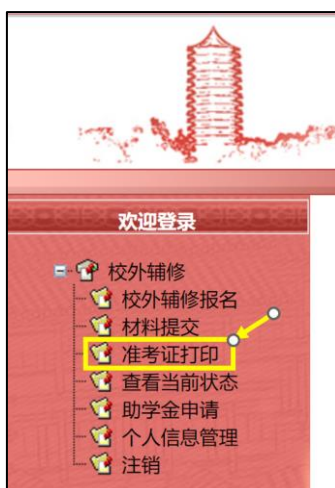 欢迎登录
校外辅修
校外辅修报名
材料提交
准考证打印
查看当前状态
助学金申请
个人信息管理
注销